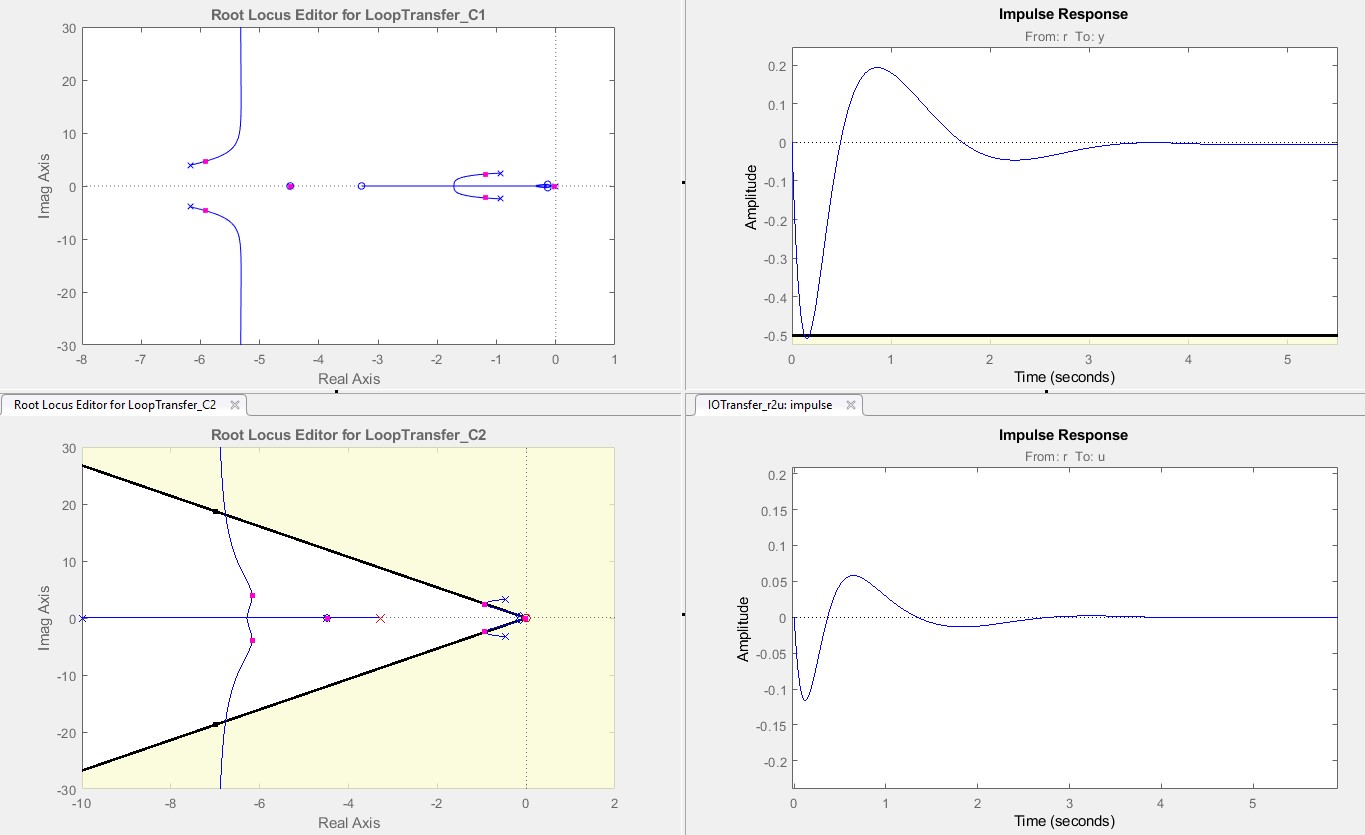 Root Locus Editor for LoopTransfer_C1
30
20
10
0
-10
-20
-30
Imag Axis
-8 -7 -6 -5 -4 -3 -2 -1 0 1
Real Axis
Impulse Response
From: r To: y
0.2
0.1
0
-0.1
-0.2
-0.3
-0.4
-0.5
Amplitude
0 1 2 3 4 5
Time (seconds)
Root Locus Editor for LoopTransfer_C2
Root Locus Editor for LoopTransfer_C2
30
20
10
0
-10
-20
-30
Imag Axis
-10 -8 -6 -4 -2 0 2
Real Axis
IOTransfer_r2u: impulse
Impulse Response
From: r To: u
0.2
0.15
0.1
0.05
0
-0.05
-0.1
-0.15
-0.2
Amplitude
0 1 2 3 4 5
Time (seconds)